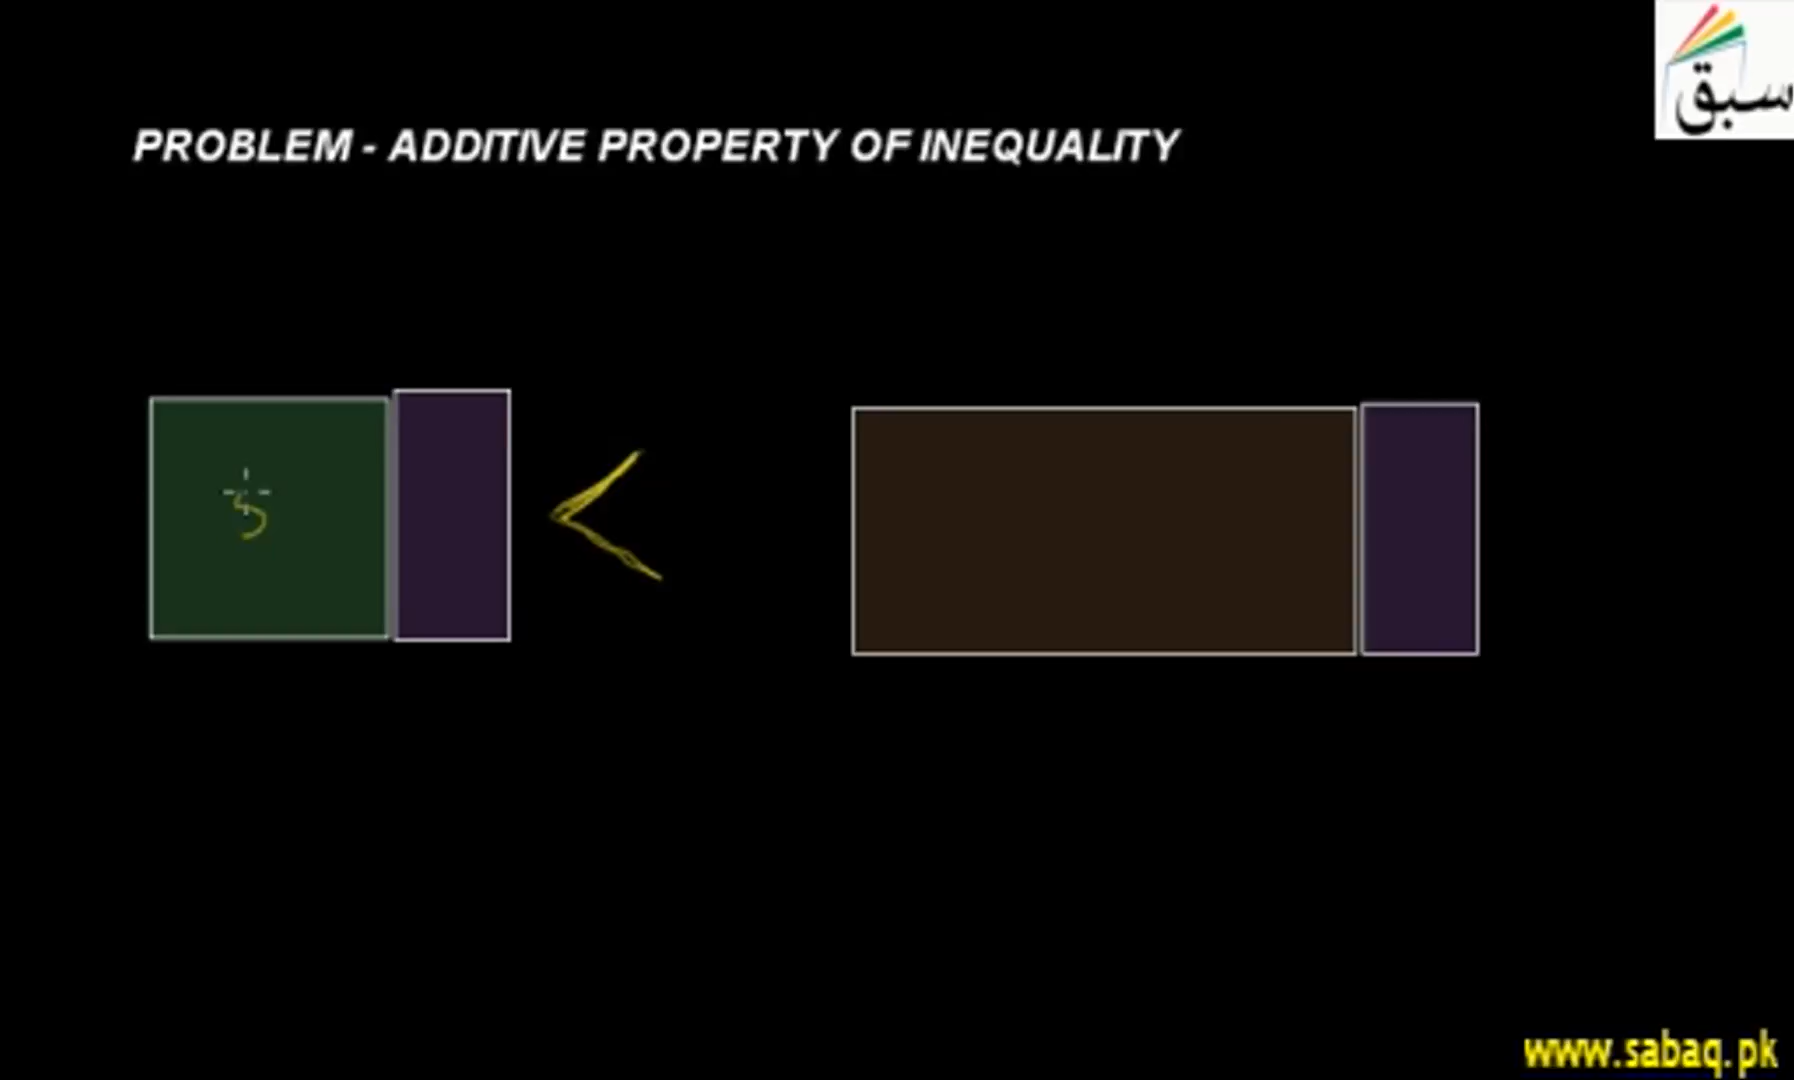 سبق
PROBLEM - ADDITIVE PROPERTY OF INEQUALITY
5 <
www.sabaq.pk